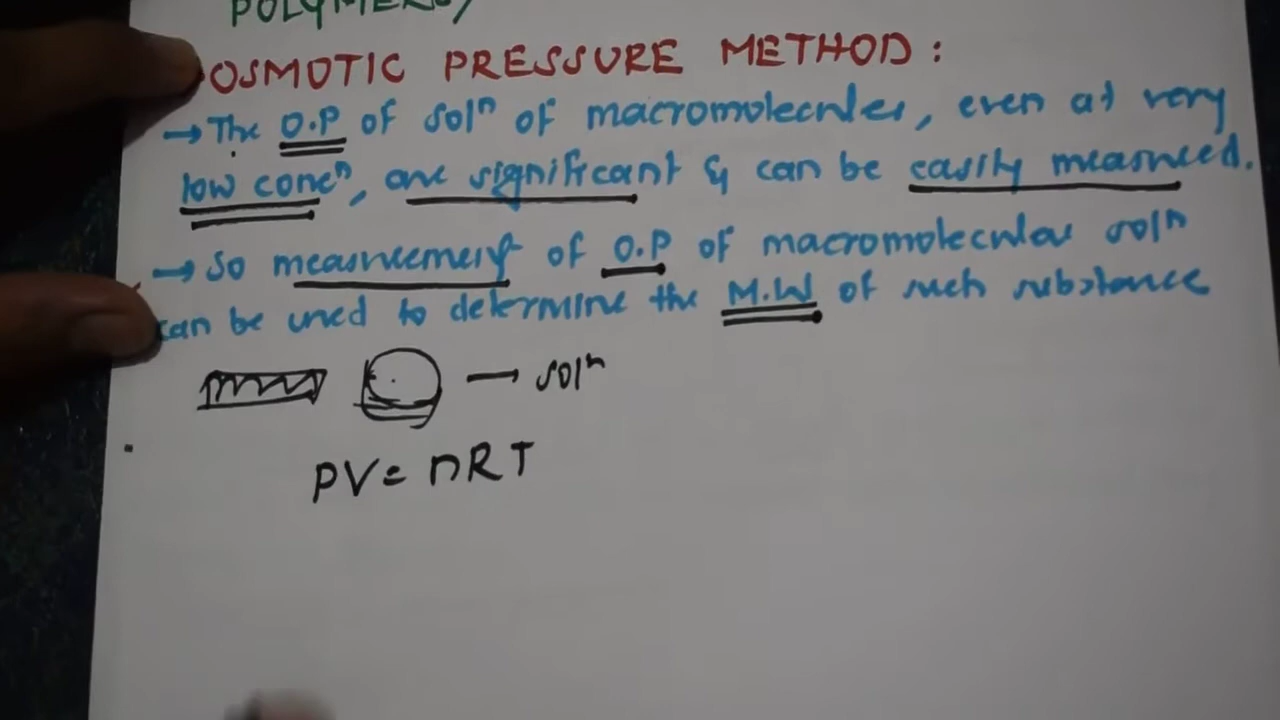 POLYMERS
OSMOTIC PRESSURE METHOD :
→ The O.P of solⁿ of macromolecules, even at very
low concⁿ, are significant & can be easily measured.
→ So measurement of O.P of macromolecular solⁿ
can be used to determine the M.W of such substance
→ solⁿ
PV = nRT